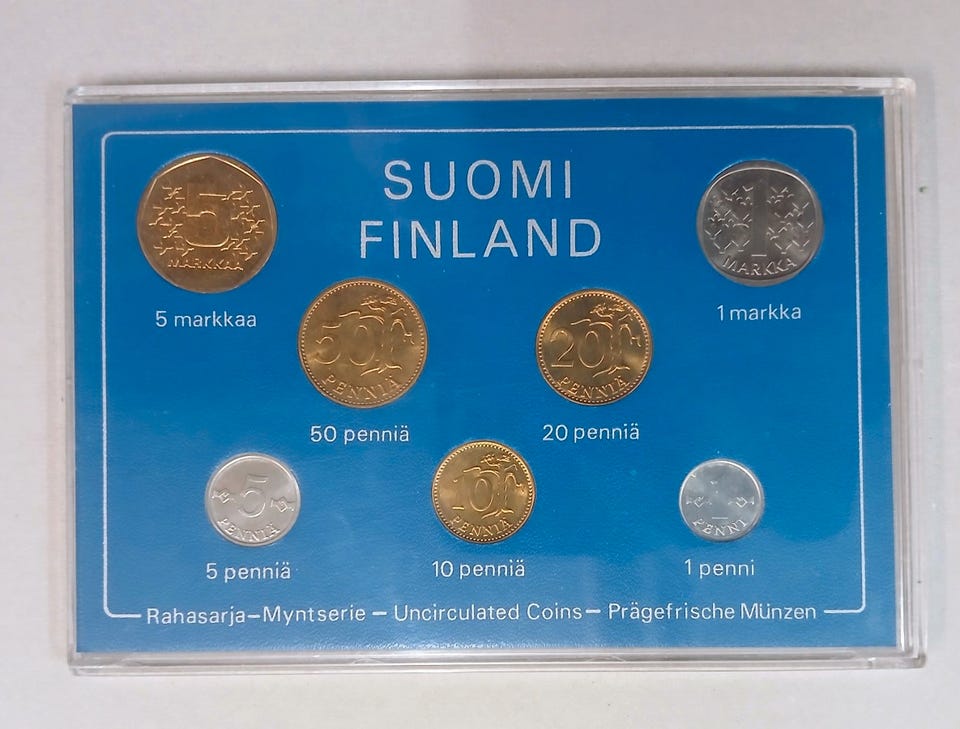 SUOMI
FINLAND
5
MARKKAA
1
MARKKA
5 markkaa
1 markka
50
PENNIÄ
20
PENNIÄ
50 penniä
20 penniä
5
PENNIÄ
10
PENNIÄ
1
PENNI
5 penniä
10 penniä
1 penni
Rahasarja–Myntserie – Uncirculated Coins – Prägefrische Münzen